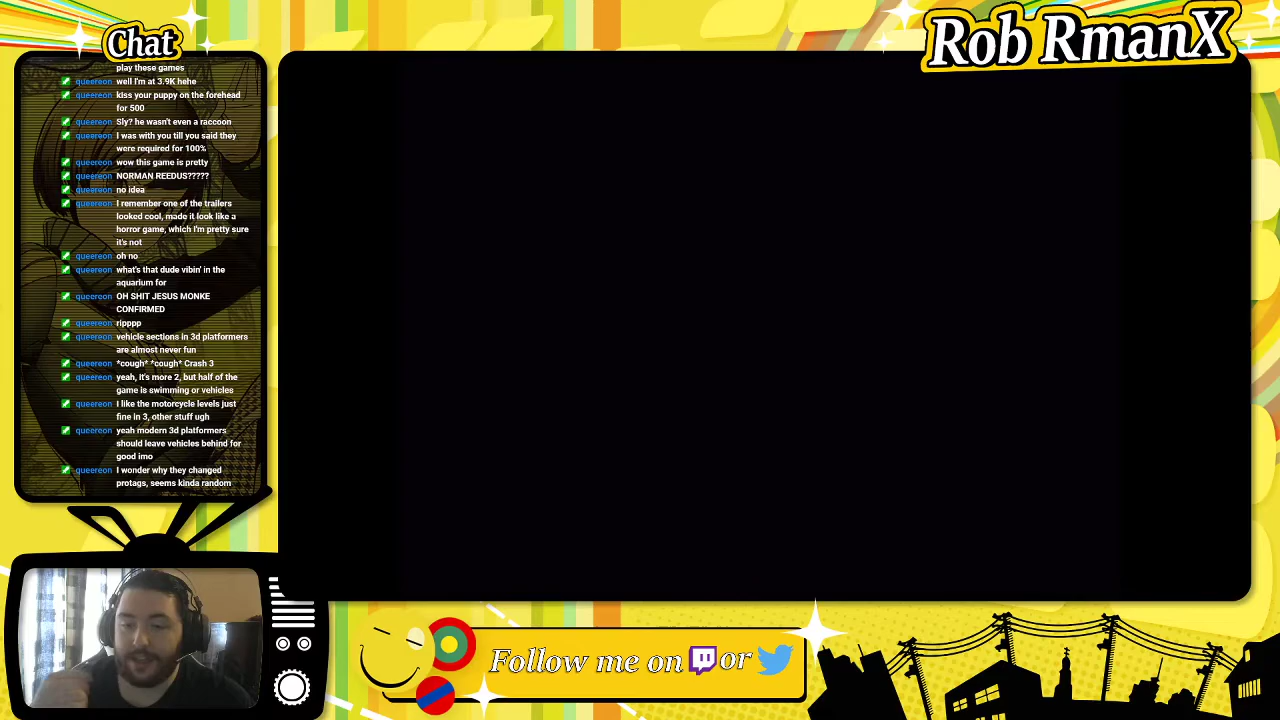 Chat
Rob RmanX
play these games
queereon well I'm at 3.9K hehe
queereon kiss your puppy on the forehead
for 500
queereon Sly? he wasn't even a raccoon
queereon I was with you till you said they
were required for 100%
queereon wow this game is pretty
queereon NORMAN REEDUS?????
queereon no idea
queereon I remember one of the trailers
looked cool, made it look like a
horror game, which I'm pretty sure
it's not
queereon oh no
queereon what's that dude vibin' in the
aquarium for
queereon OH SHIT JESUS MONKE
CONFIRMED
queereon ripppp
queereon vehicle sections in 3d platformers
are almost never fun
queereon *cough* *cough* Crash 3
queereon yeah, it's more 2, but half of the
game is swimming or vehicles
queereon I like the motorcycle levels just
fine in 3, other stuff ugh
queereon yeah modern 3d platformers
should leave vehicles behind for
good imo
queereon I wonder why they changed
protags, seems kinda random
Follow me on or